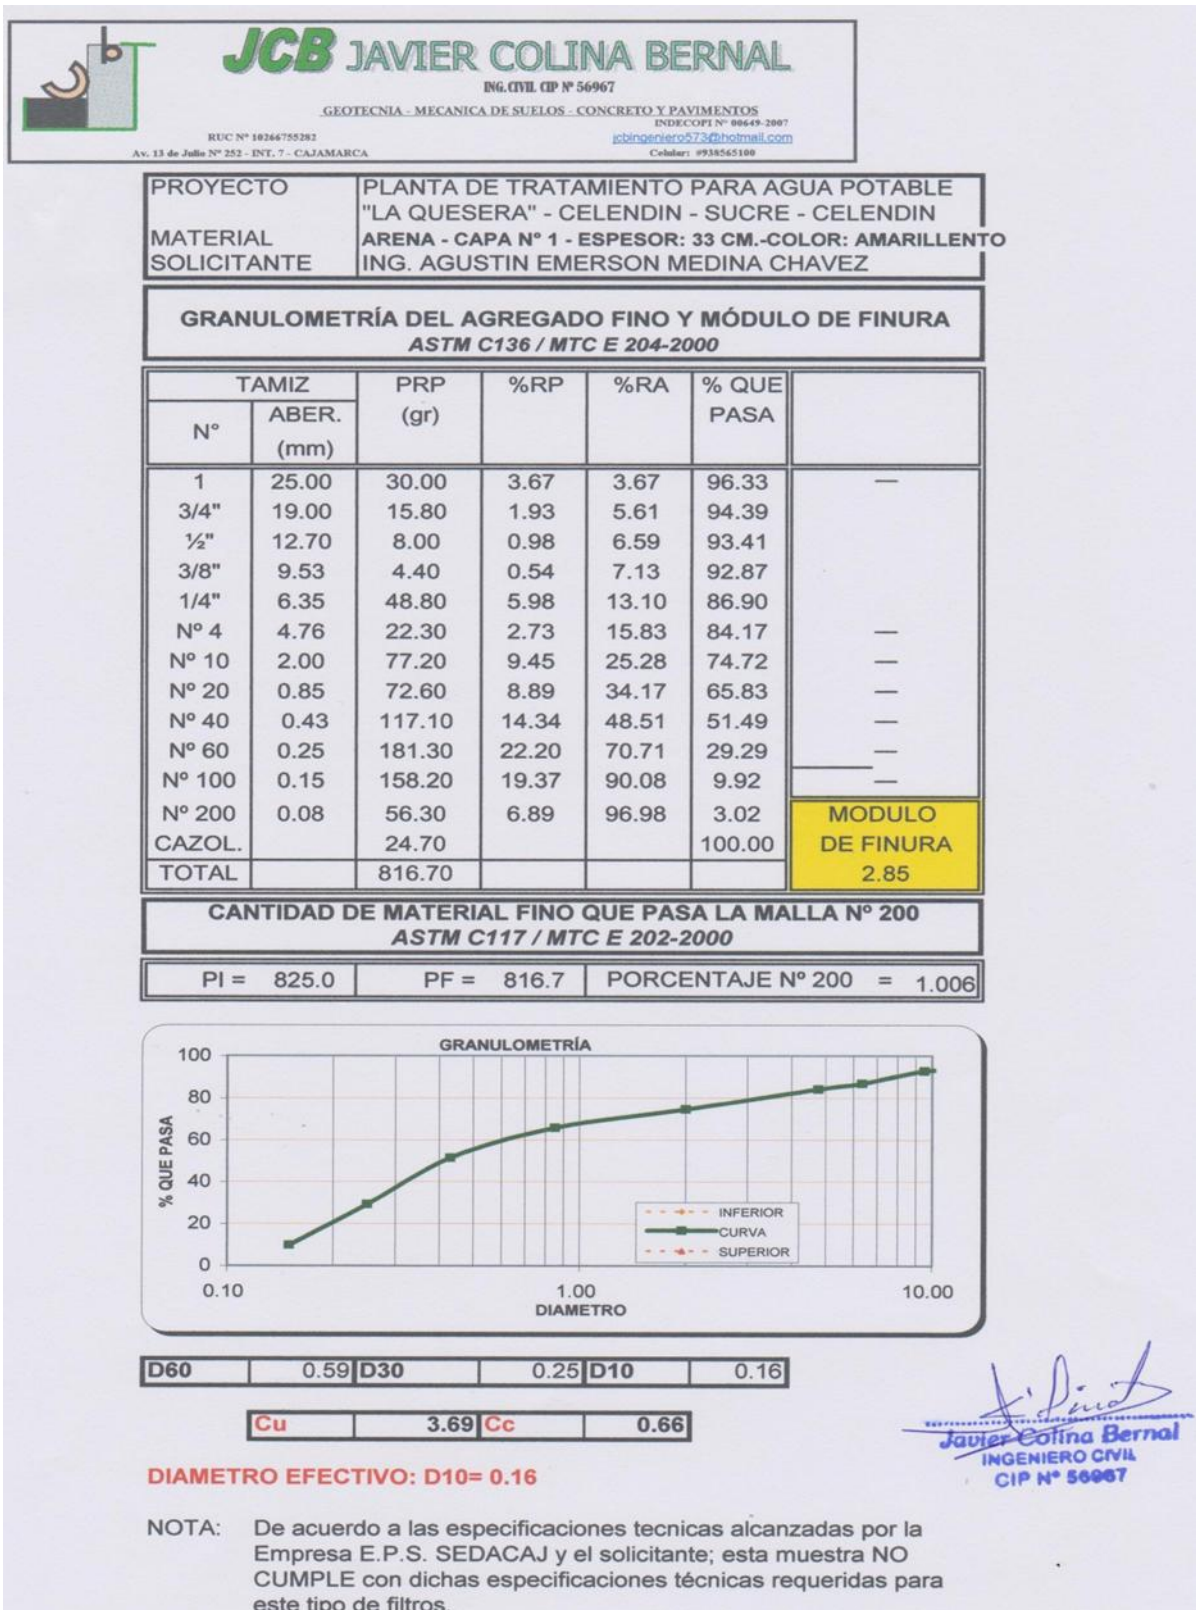 JCB JAVIER COLINA BERNAL
ING. CIVIL CIP Nº 56967
GEOTECNIA - MECANICA DE SUELOS - CONCRETO Y PAVIMENTOS
INDECOPI Nº 00649-2007
RUC Nº 10266755282 jcbingeniero573@hotmail.com
Av. 13 de Julio Nº 252 - INT. 7 - CAJAMARCA Celular: #938565100
PROYECTO PLANTA DE TRATAMIENTO PARA AGUA POTABLE
"LA QUESERA" - CELENDIN - SUCRE - CELENDIN
MATERIAL ARENA - CAPA Nº 1 - ESPESOR: 33 CM.-COLOR: AMARILLENTO
SOLICITANTE ING. AGUSTIN EMERSON MEDINA CHAVEZ
GRANULOMETRÍA DEL AGREGADO FINO Y MÓDULO DE FINURA
ASTM C136 / MTC E 204-2000
TAMIZ PRP %RP %RA % QUE
N° ABER. (gr) PASA
(mm)
1 25.00 30.00 3.67 3.67 96.33 —
3/4" 19.00 15.80 1.93 5.61 94.39
½" 12.70 8.00 0.98 6.59 93.41
3/8" 9.53 4.40 0.54 7.13 92.87
1/4" 6.35 48.80 5.98 13.10 86.90
Nº 4 4.76 22.30 2.73 15.83 84.17 —
Nº 10 2.00 77.20 9.45 25.28 74.72 —
Nº 20 0.85 72.60 8.89 34.17 65.83 —
Nº 40 0.43 117.10 14.34 48.51 51.49 —
Nº 60 0.25 181.30 22.20 70.71 29.29 —
Nº 100 0.15 158.20 19.37 90.08 9.92 —
Nº 200 0.08 56.30 6.89 96.98 3.02 MODULO
CAZOL. 24.70 100.00 DE FINURA
TOTAL 816.70 2.85
CANTIDAD DE MATERIAL FINO QUE PASA LA MALLA Nº 200
ASTM C117 / MTC E 202-2000
PI = 825.0 PF = 816.7 PORCENTAJE Nº 200 = 1.006
GRANULOMETRÍA
100
80
60
40
20
0
% QUE PASA
INFERIOR
CURVA
SUPERIOR
0.10 1.00 10.00
DIAMETRO
D60 0.59 D30 0.25 D10 0.16
Cu 3.69 Cc 0.66
Javier Colina Bernal
INGENIERO CIVIL
CIP Nº 56967
DIAMETRO EFECTIVO: D10= 0.16
NOTA: De acuerdo a las especificaciones tecnicas alcanzadas por la
Empresa E.P.S. SEDACAJ y el solicitante; esta muestra NO
CUMPLE con dichas especificaciones técnicas requeridas para
este tipo de filtros.